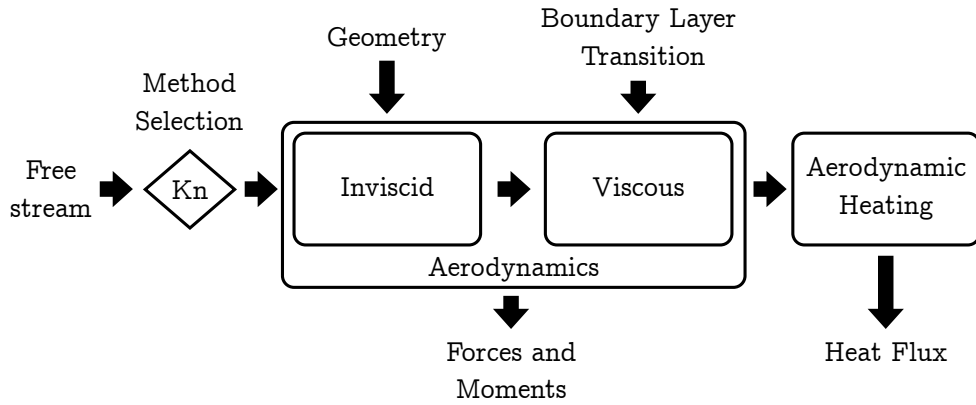 Geometry
Boundary Layer
Transition
Method
Selection
Free
stream
Kn
Inviscid
Viscous
Aerodynamic
Heating
Aerodynamics
Forces and
Moments
Heat Flux